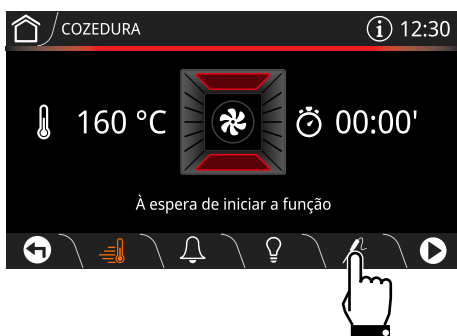 COZEDURA
12:30
160 °C
00:00'
À espera de iniciar a função